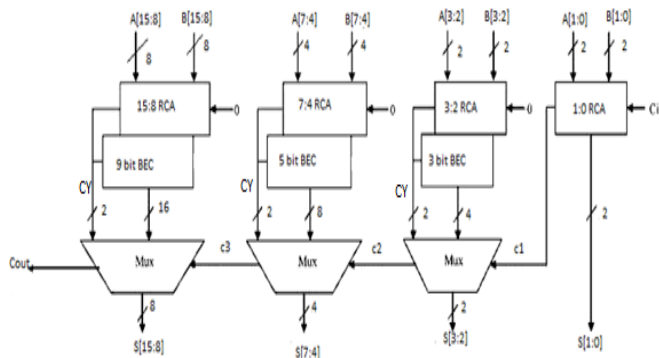 A[15:8] B[15:8] A[7:4] B[7:4] A[3:2] B[3:2] A[1:0] B[1:0]
8 8 4 4 2 2 2 2
15:8 RCA 0 7:4 RCA 0 3:2 RCA 0 1:0 RCA
9 bit BEC 5 bit BEC 3 bit BEC
CY CY CY
2 16 2 8 2 4 2
c3 c2 c1
Cout Mux Mux Mux
8 4 2
S[15:8] S[7:4] S[3:2] S[1:0]